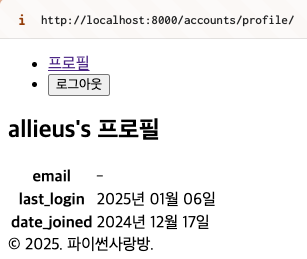 i http://localhost:8000/accounts/profile/
프로필
로그아웃
allieus's 프로필
email –
last_login 2025년 01월 06일
date_joined 2024년 12월 17일
© 2025. 파이썬사랑방.